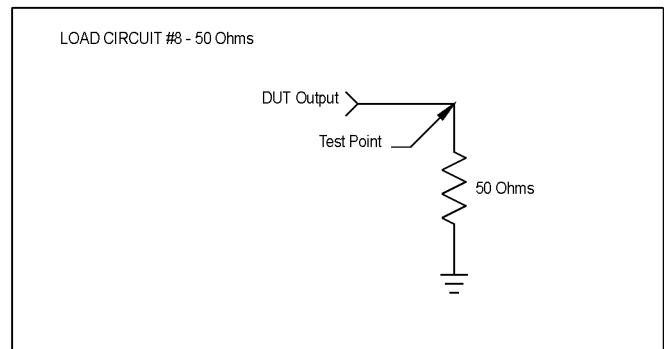 LOAD CIRCUIT #8 - 50 Ohms
DUT Output
Test Point
50 Ohms